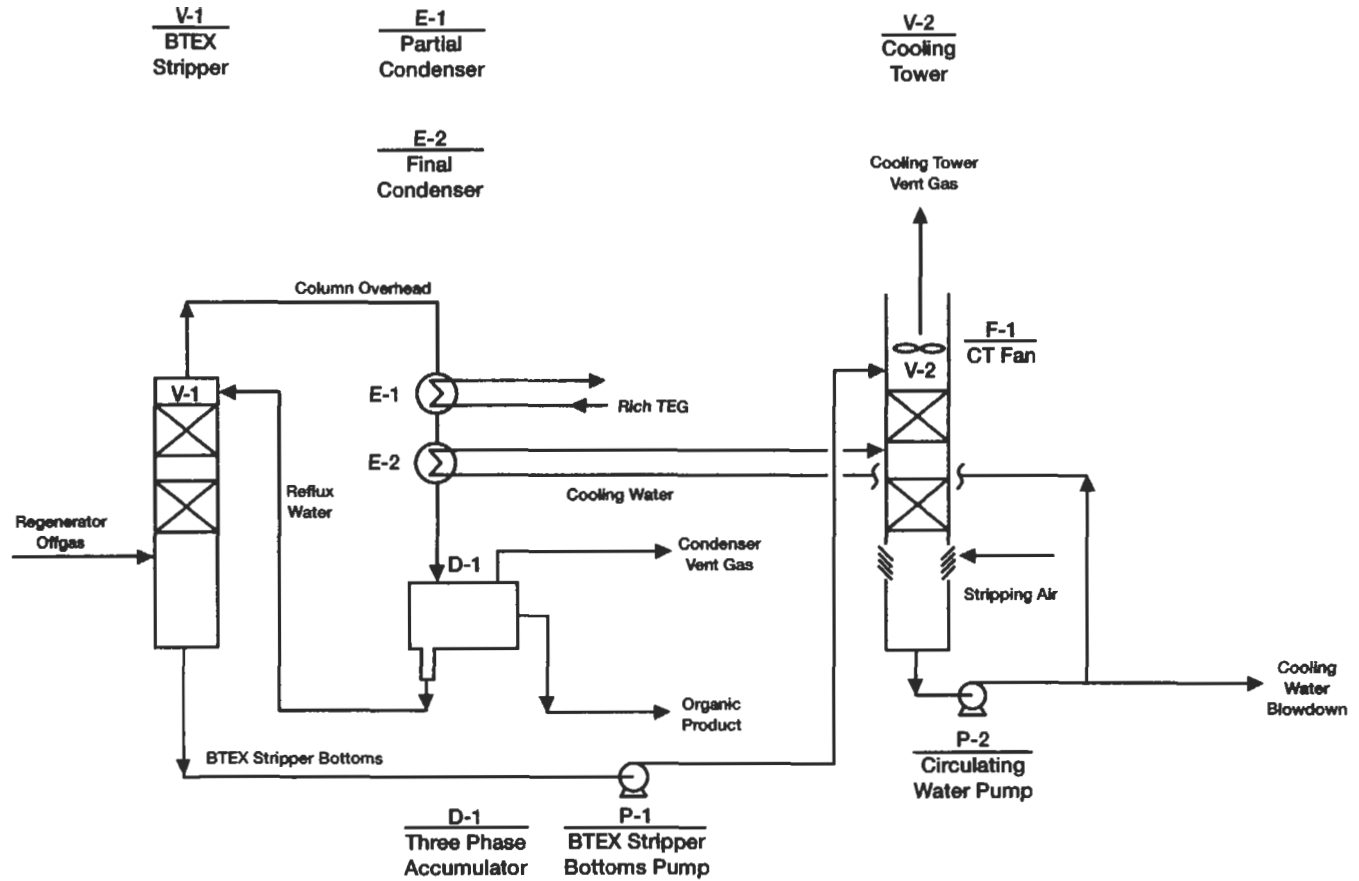 V-1
BTEX
Stripper
E-1
Partial
Condenser
V-2
Cooling
Tower
E-2
Final
Condenser
Cooling Tower
Vent Gas
Column Overhead
F-1
CT Fan
V-2
V-1
E-1
Rich TEG
E-2
Cooling Water
Reflux
Water
Regenerator
Offgas
D-1
Condenser
Vent Gas
Stripping Air
Organic
Product
Cooling
Water
Blowdown
BTEX Stripper Bottoms
P-2
Circulating
Water Pump
D-1
Three Phase
Accumulator
P-1
BTEX Stripper
Bottoms Pump